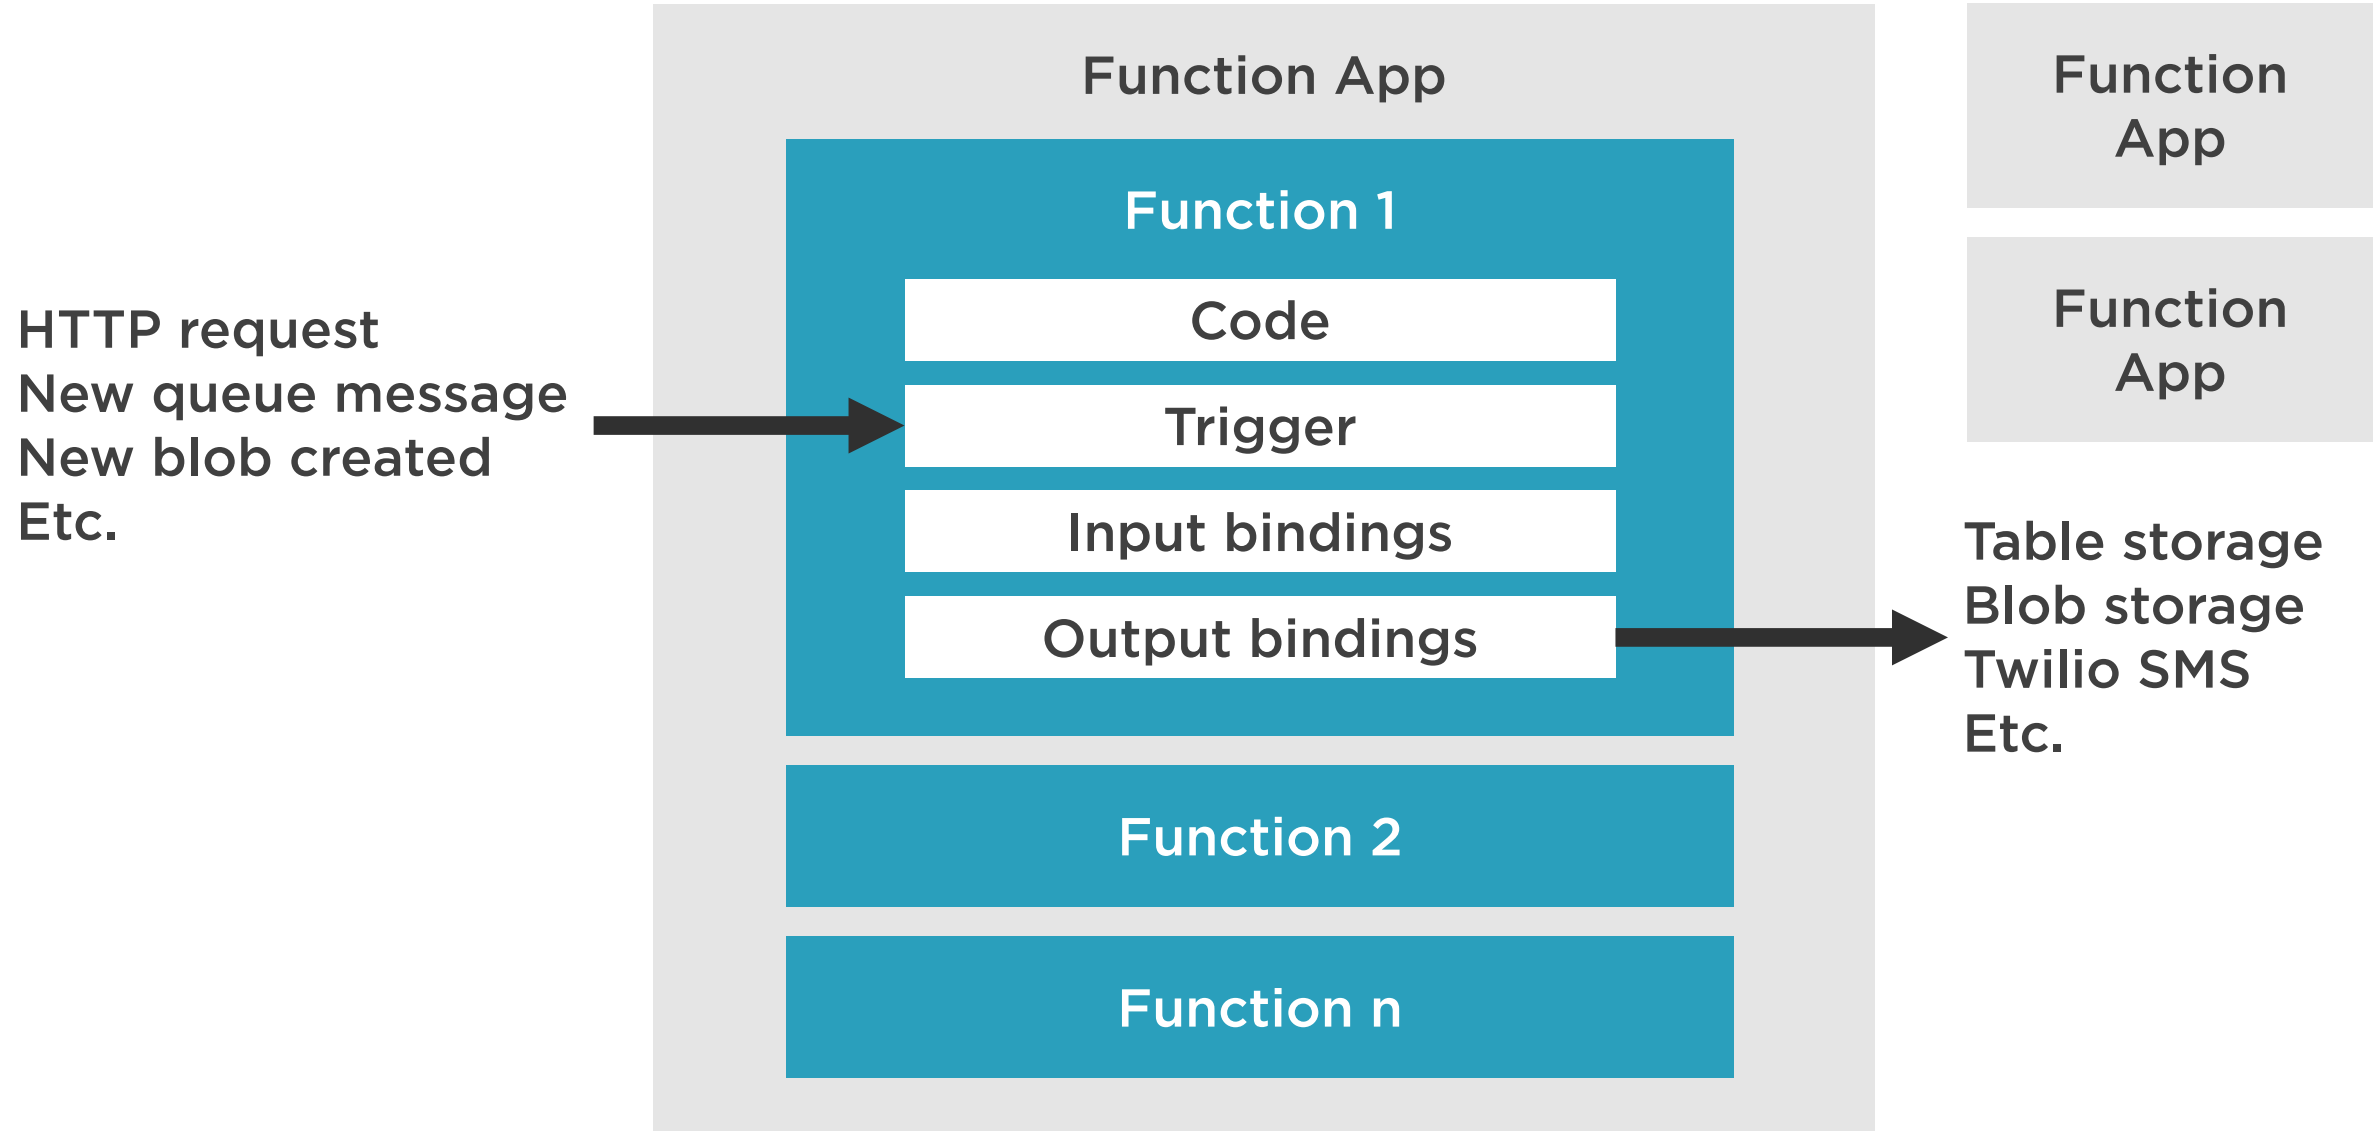 Function App
Function 1
Code
Trigger
Input bindings
Output bindings
Function 2
Function n
HTTP request
New queue message
New blob created
Etc.
Function
App
Function
App
Table storage
Blob storage
Twilio SMS
Etc.